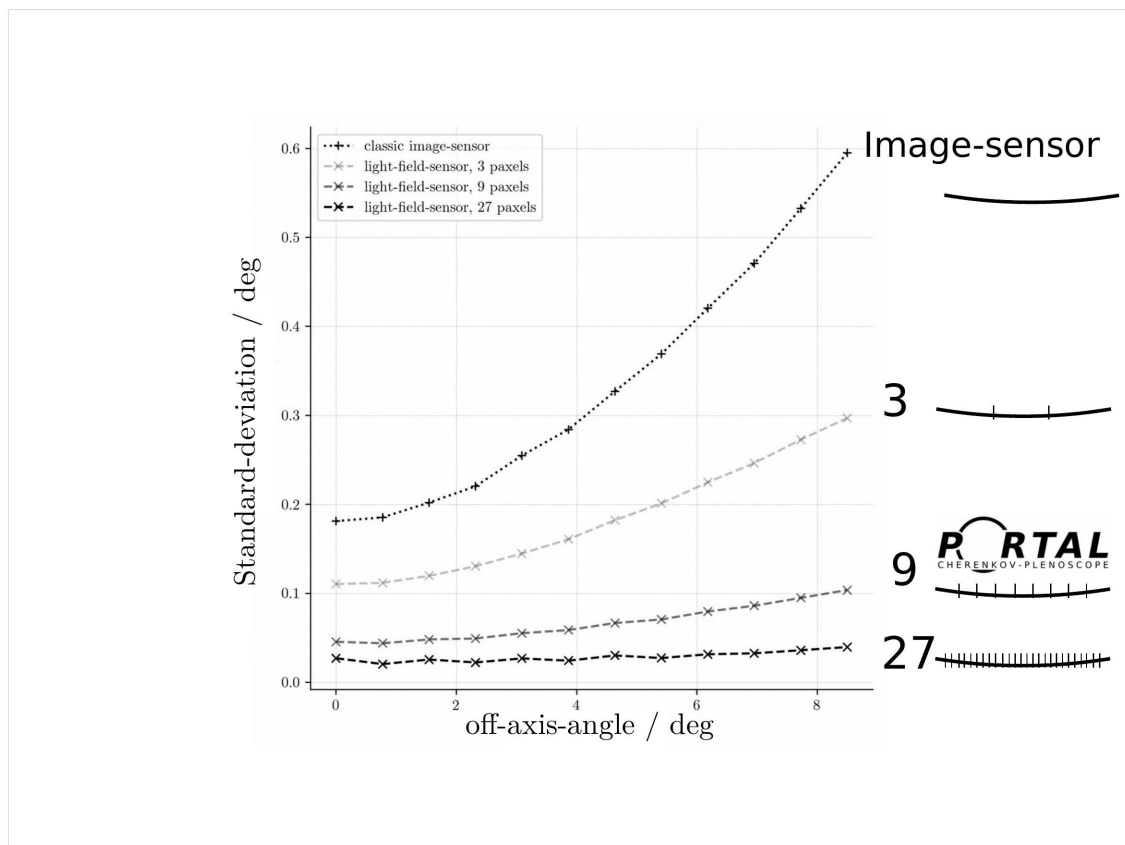 classic image-sensor
light-field-sensor, 3 paxels
light-field-sensor, 9 paxels
light-field-sensor, 27 paxels
Image-sensor
0.6
0.5
0.4
3
0.3
0.2
PORTAL
CHERENKOV-PLENOSCOPE
9
0.1
27
0.0
0 2 4 6 8
Standard-deviation / deg
off-axis-angle / deg